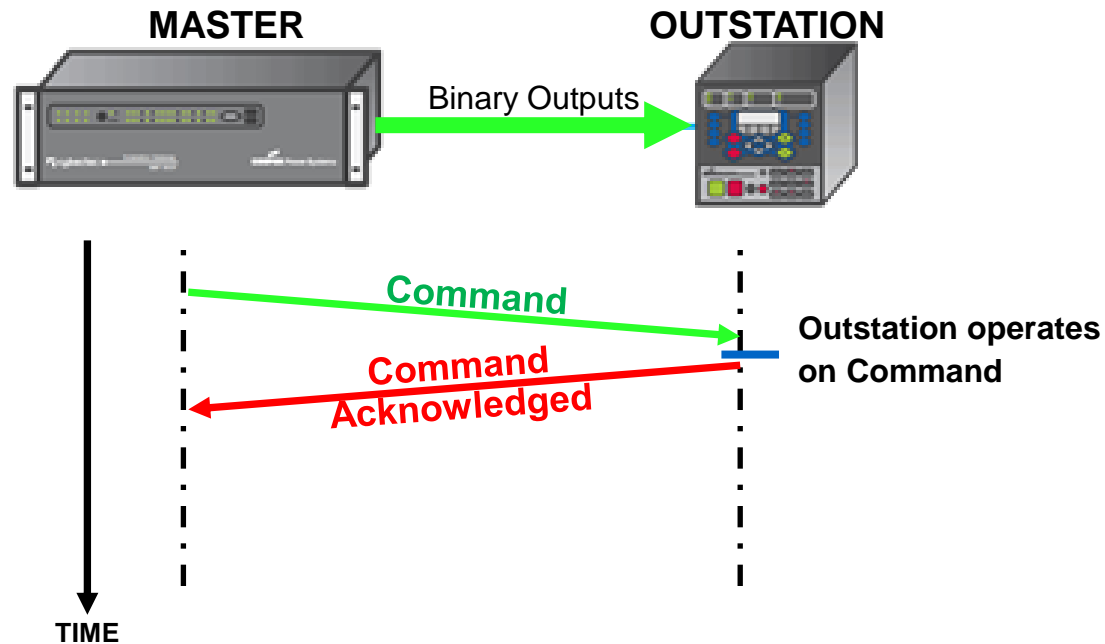 MASTER
OUTSTATION
Binary Outputs
Command
Outstation operates
on Command
Command
Acknowledged
TIME